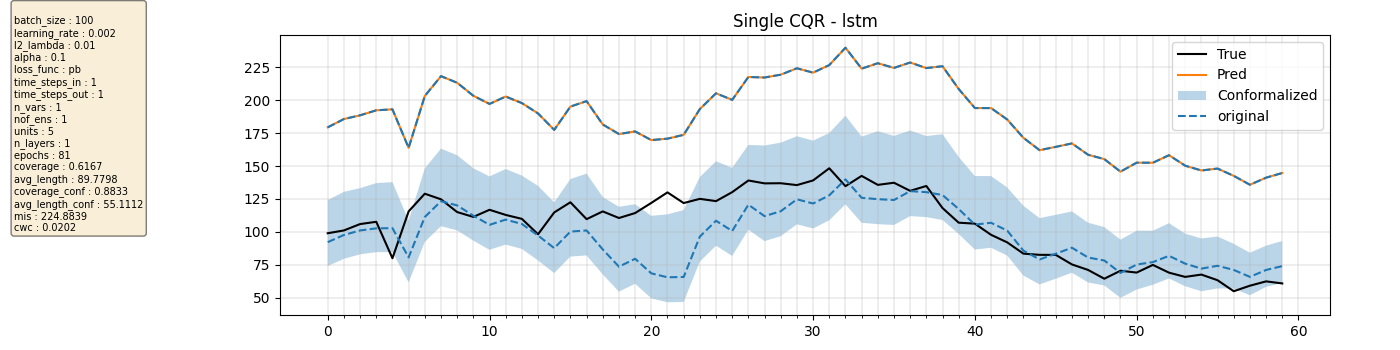 batch_size : 100
learning_rate : 0.002
l2_lambda : 0.01
alpha : 0.1
loss_func : pb
time_steps_in : 1
time_steps_out : 1
n_vars : 1
nof_ens : 1
units : 5
n_layers : 1
epochs : 81
coverage : 0.6167
avg_length : 89.7798
coverage_conf : 0.8833
avg_length_conf : 55.1112
mis : 224.8839
cwc : 0.0202
Single CQR - lstm
225
200
175
150
125
100
75
50
0 10 20 30 40 50 60
True
Pred
Conformalized
original